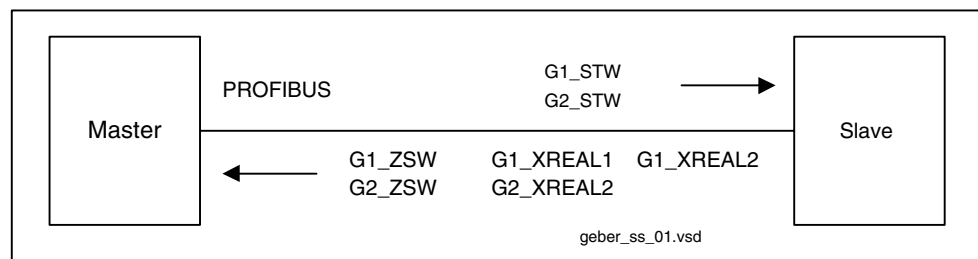 G1_STW
PROFIBUS
G2_STW
Master
Slave
G1_ZSW G1_XREAL1 G1_XREAL2
G2_ZSW G2_XREAL2
geber_ss_01.vsd